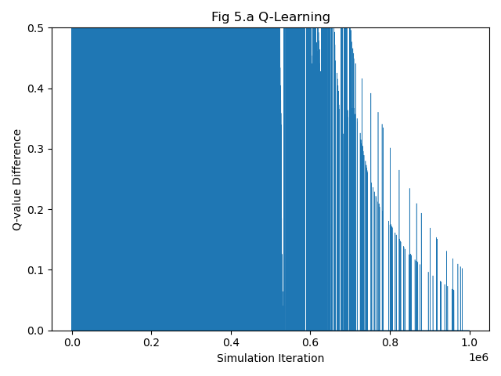 Fig 5.a Q-Learning
0.5
0.4
0.3
0.2
0.1
0.0
Q-value Difference
0.0 0.2 0.4 0.6 0.8 1.0
1e6
Simulation Iteration